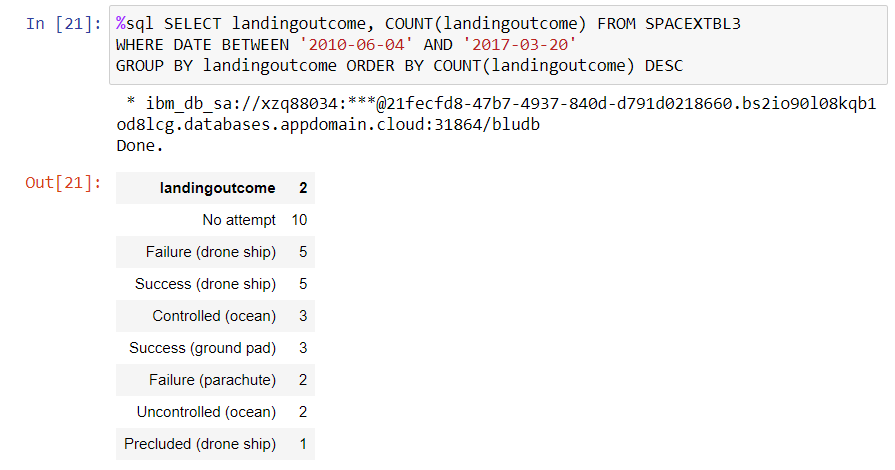 In [21]: %sql SELECT landingoutcome, COUNT(landingoutcome) FROM SPACEXTBL3
WHERE DATE BETWEEN '2010-06-04' AND '2017-03-20'
GROUP BY landingoutcome ORDER BY COUNT(landingoutcome) DESC
* ibm_db_sa://xzq88034:***@21fecfd8-47b7-4937-840d-d791d0218660.bs2io90l08kqb1
od8lcg.databases.appdomain.cloud:31864/bludb
Done.
Out[21]: landingoutcome 2
No attempt 10
Failure (drone ship) 5
Success (drone ship) 5
Controlled (ocean) 3
Success (ground pad) 3
Failure (parachute) 2
Uncontrolled (ocean) 2
Precluded (drone ship) 1